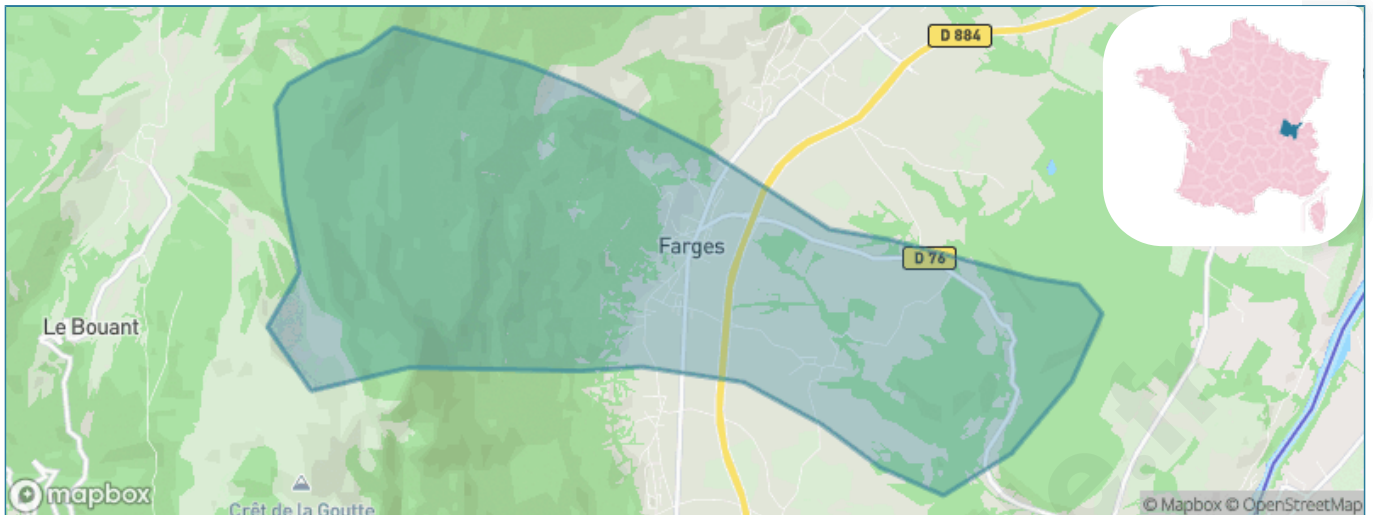 D 884
Farges
D 76
Le Bouant
Crêt de la Goutte
mapbox
© Mapbox © OpenStreetMap